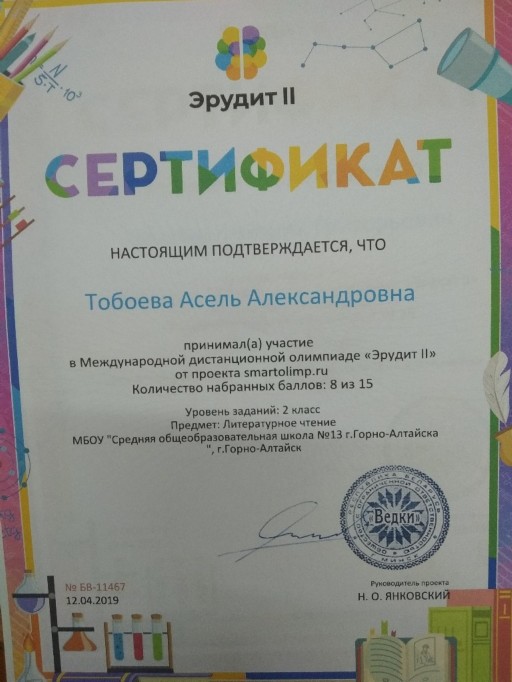 Эрудит II
СЕРТИФИКАТ
НАСТОЯЩИМ ПОДТВЕРЖДАЕТСЯ, ЧТО
Тобоева Асель Александровна
принимал(а) участие
в Международной дистанционной олимпиаде «Эрудит II»
от проекта smartolimp.ru
Количество набранных баллов: 8 из 15
Уровень заданий: 2 класс
Предмет: Литературное чтение
МБОУ "Средняя общеобразовательная школа №13 г.Горно-Алтайска
", г.Горно-Алтайск
"Ведки"
№ БВ-11467
12.04.2019
Руководитель проекта
Н. О. ЯНКОВСКИЙ